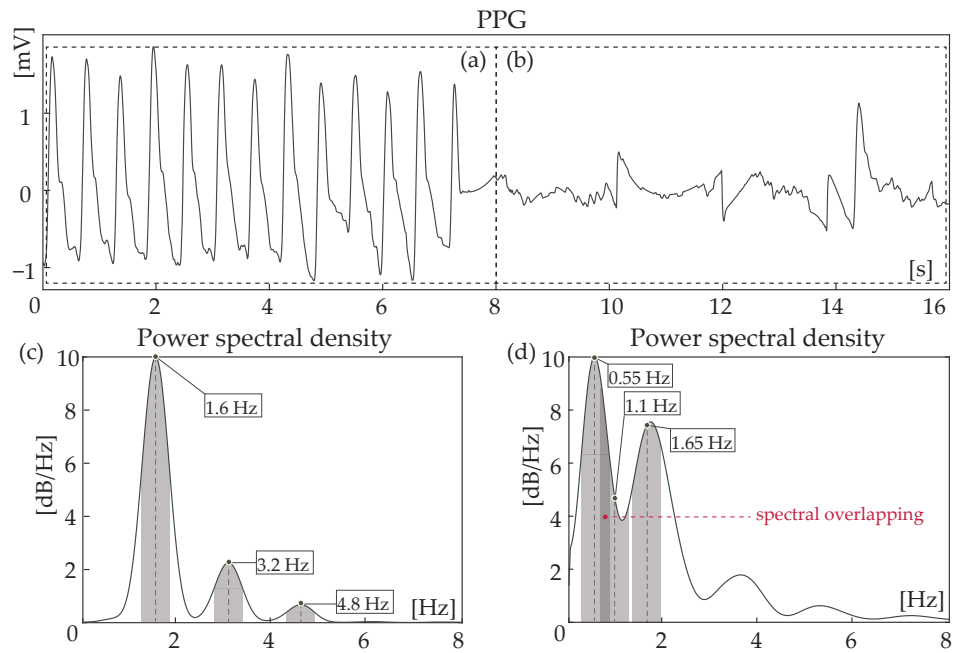 PPG
[mV]
(a)
(b)
1
0
−1
[s]
0
2
4
6
8
10
12
14
16
(c)
Power spectral density
10
8
6
4
2
0
[dB/Hz]
1.6 Hz
3.2 Hz
4.8 Hz
[Hz]
2
4
6
8
(d)
Power spectral density
10
8
6
4
2
0
[dB/Hz]
0.55 Hz
1.1 Hz
1.65 Hz
spectral overlapping
[Hz]
2
4
6
8